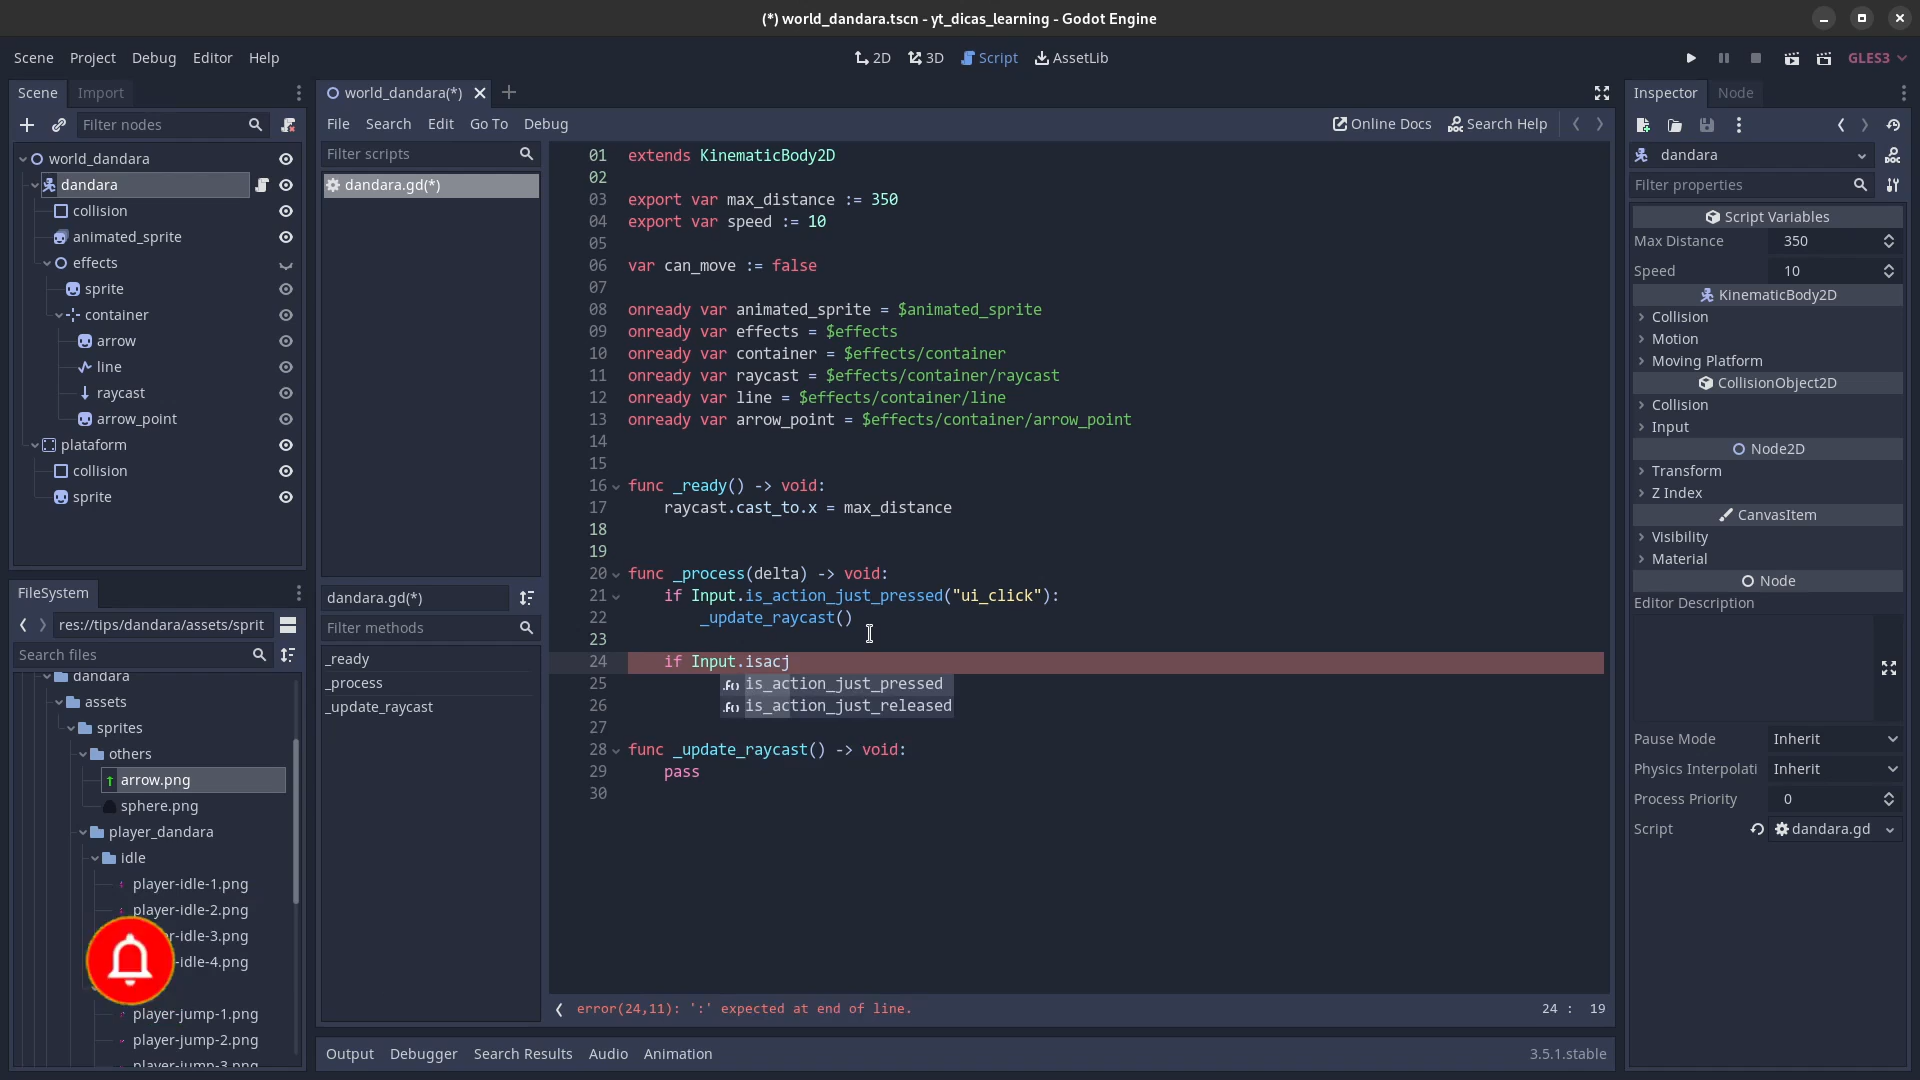 (*) world_dandara.tscn - yt_dicas_learning - Godot Engine
Scene Project Debug Editor Help
2D 3D Script AssetLib
GLES3
Scene Import
Filter nodes
world_dandara
dandara
collision
animated_sprite
effects
sprite
container
arrow
line
raycast
arrow_point
plataform
collision
sprite
FileSystem
res://tips/dandara/assets/sprit
Search files
dandara
assets
sprites
others
arrow.png
sphere.png
player_dandara
idle
player-idle-1.png
player-idle-2.png
r-idle-3.png
-idle-4.png
player-jump-1.png
player-jump-2.png
player-jump-3.png
world_dandara(*)
File Search Edit Go To Debug
Online Docs Search Help
Filter scripts
dandara.gd(*)
dandara.gd(*)
Filter methods
_ready
_process
_update_raycast
01 extends KinematicBody2D
02
03 export var max_distance := 350
04 export var speed := 10
05
06 var can_move := false
07
08 onready var animated_sprite = $animated_sprite
09 onready var effects = $effects
10 onready var container = $effects/container
11 onready var raycast = $effects/container/raycast
12 onready var line = $effects/container/line
13 onready var arrow_point = $effects/container/arrow_point
14
15
16 func _ready() -> void:
17 raycast.cast_to.x = max_distance
18
19
20 func _process(delta) -> void:
21 if Input.is_action_just_pressed("ui_click"):
22 _update_raycast()
23
24 if Input.isacj
25 is_action_just_pressed
26 is_action_just_released
27
28 func _update_raycast() -> void:
29 pass
30
error(24,11): ':' expected at end of line.
24 : 19
Output Debugger Search Results Audio Animation
3.5.1.stable
Inspector Node
dandara
Filter properties
Script Variables
Max Distance 350
Speed 10
KinematicBody2D
Collision
Motion
Moving Platform
CollisionObject2D
Collision
Input
Node2D
Transform
Z Index
CanvasItem
Visibility
Material
Node
Editor Description
Pause Mode Inherit
Physics Interpolati Inherit
Process Priority 0
Script dandara.gd